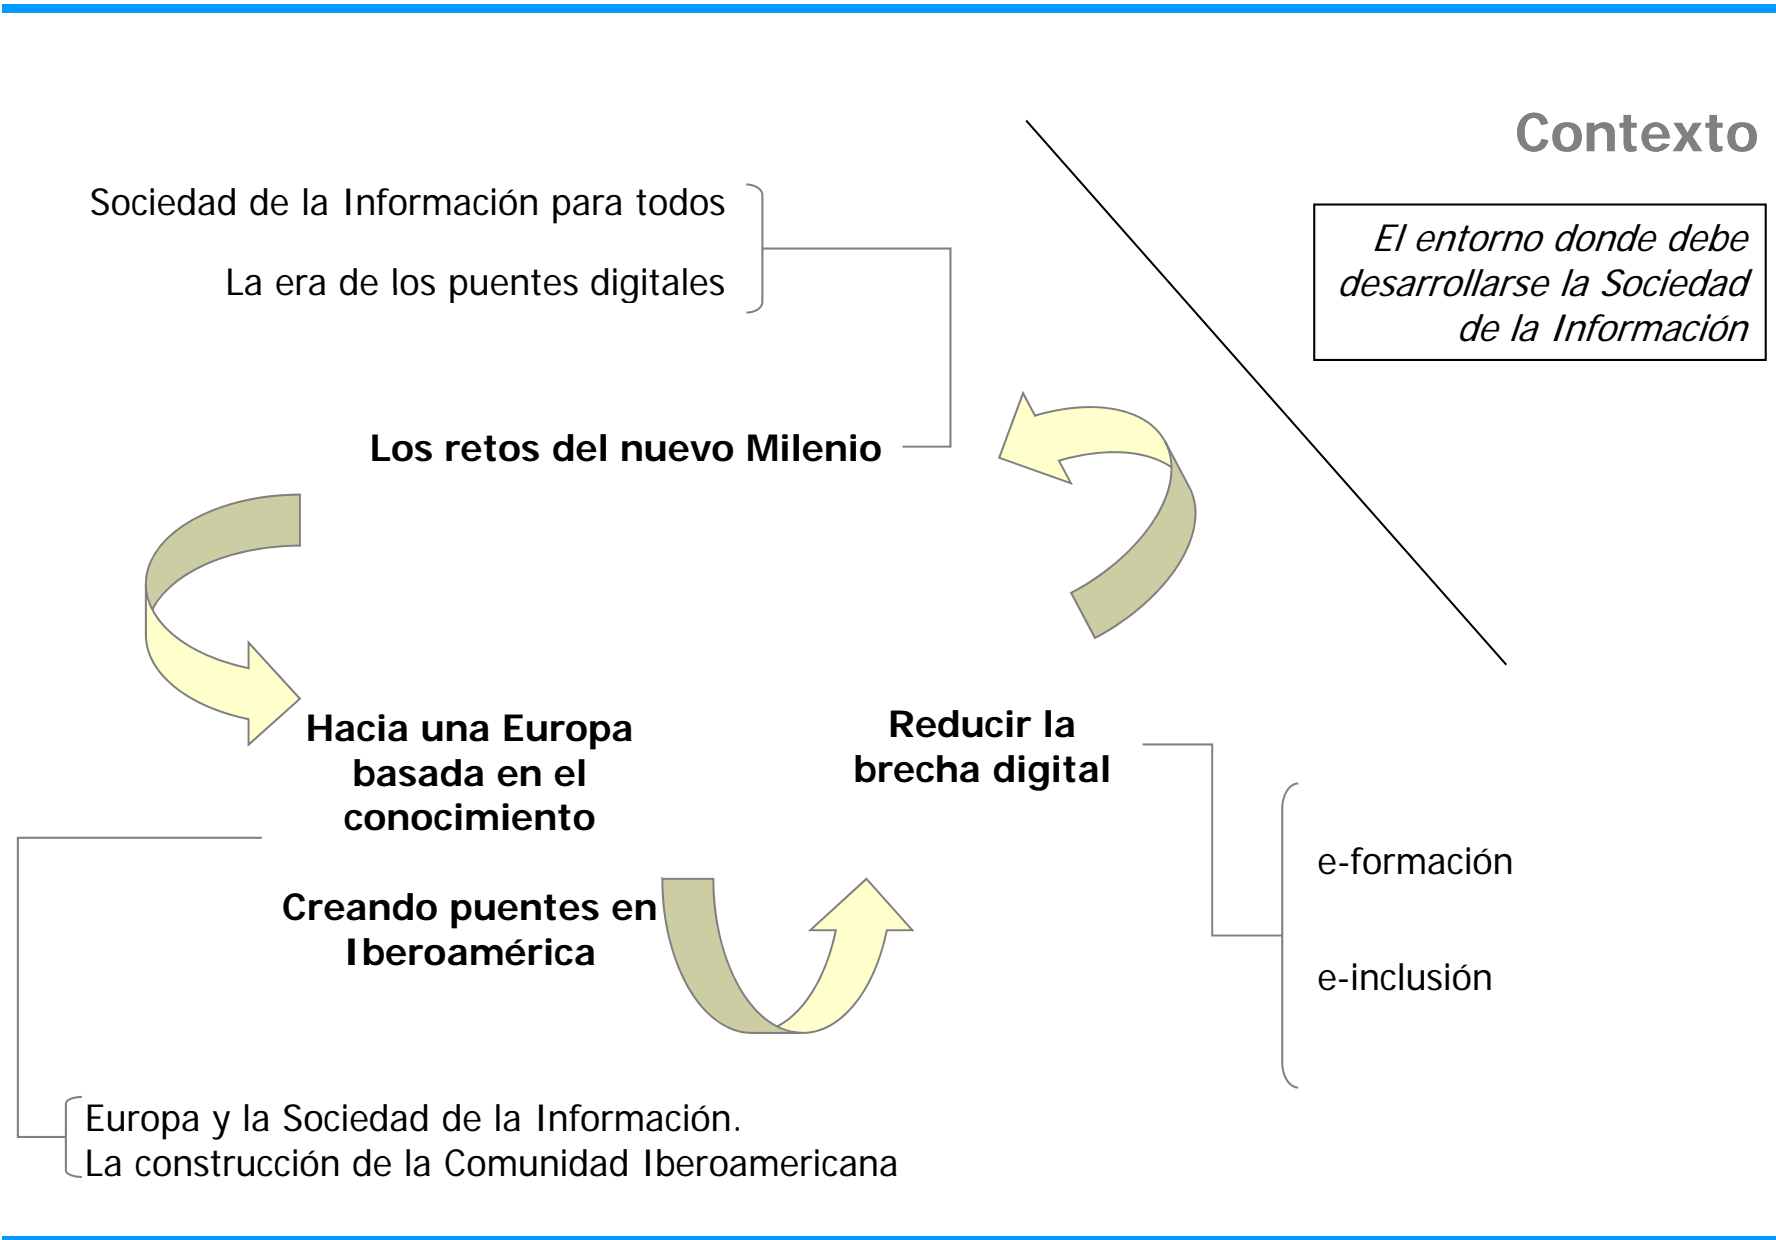 Contexto
El entorno donde debe
desarrollarse la Sociedad
de la Información
Sociedad de la Información para todos
La era de los puentes digitales
Los retos del nuevo Milenio
Hacia una Europa
basada en el
conocimiento
Creando puentes en
Iberoamérica
Reducir la
brecha digital
e-formación
e-inclusión
Europa y la Sociedad de la Información.
La construcción de la Comunidad Iberoamericana